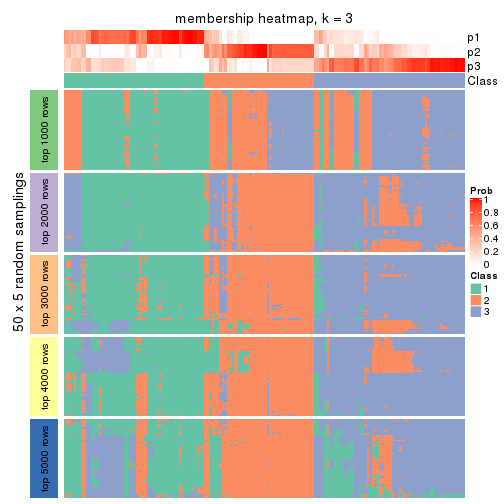 membership heatmap, k = 3
p1
p2
p3
Class
50 x 5 random samplings
top 1000 rows
top 2000 rows
top 3000 rows
top 4000 rows
top 5000 rows
Prob
1
0.8
0.6
0.4
0.2
0
Class
1
2
3